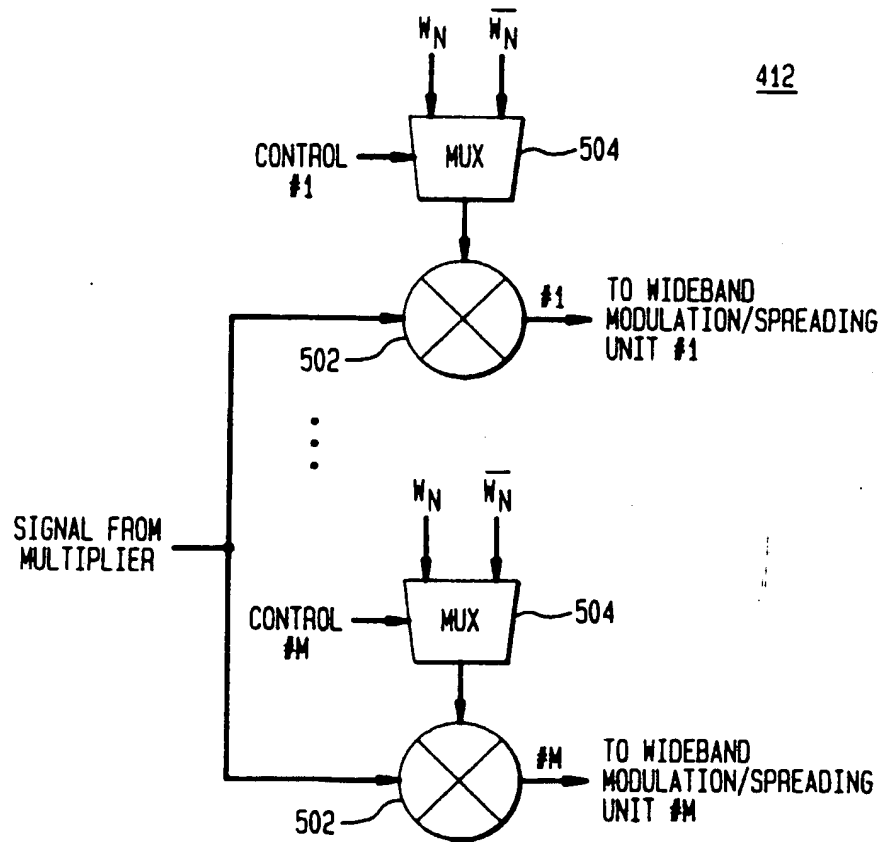 W_N  W̅_N̅
412
CONTROL #1
MUX
504
#1
TO WIDEBAND
MODULATION/SPREADING
UNIT #1
502
W_N  W̅_N̅
SIGNAL FROM
MULTIPLIER
CONTROL
#M
MUX
504
#M
TO WIDEBAND
MODULATION/SPREADING
UNIT #M
502